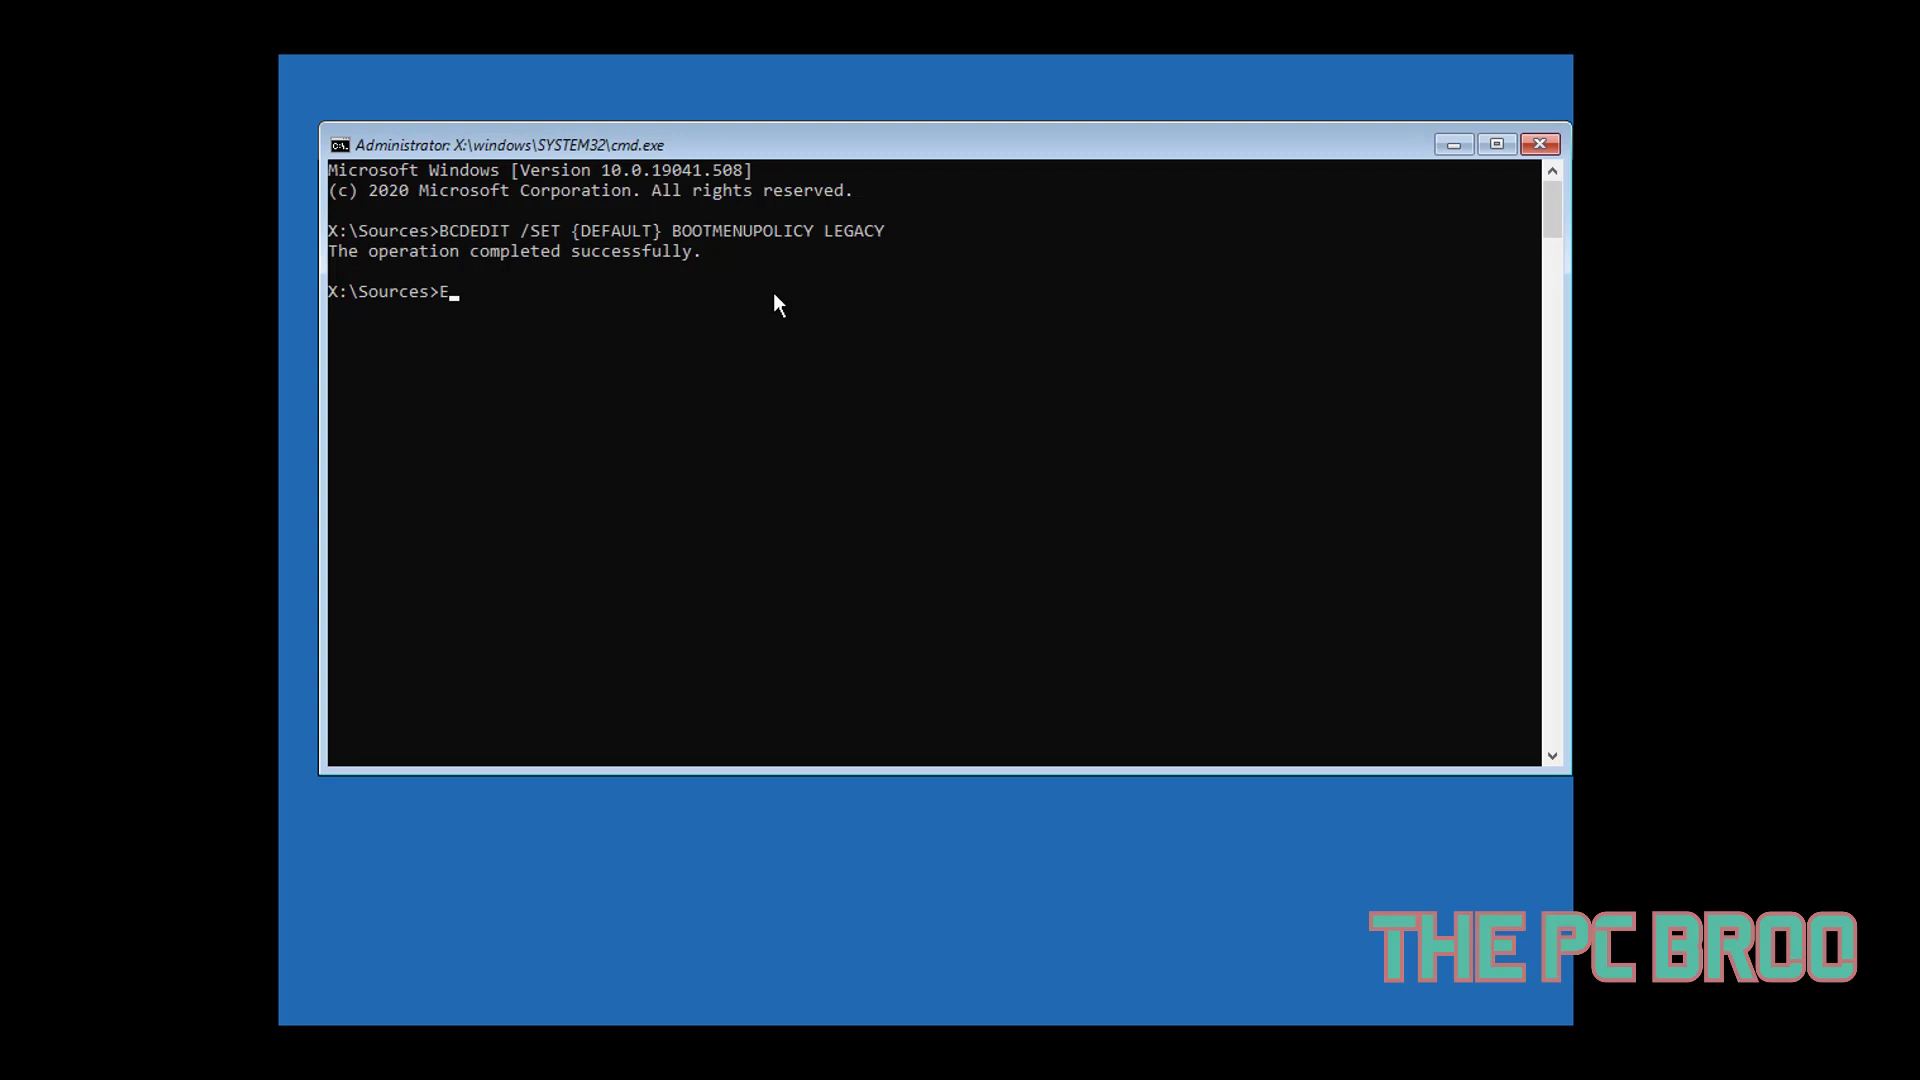 Administrator: X:\windows\SYSTEM32\cmd.exe
Microsoft Windows [Version 10.0.19041.508]
(c) 2020 Microsoft Corporation. All rights reserved.
X:\Sources>BCDEDIT /SET {DEFAULT} BOOTMENUPOLICY LEGACY
The operation completed successfully.
X:\Sources>E_
THE PC BROO